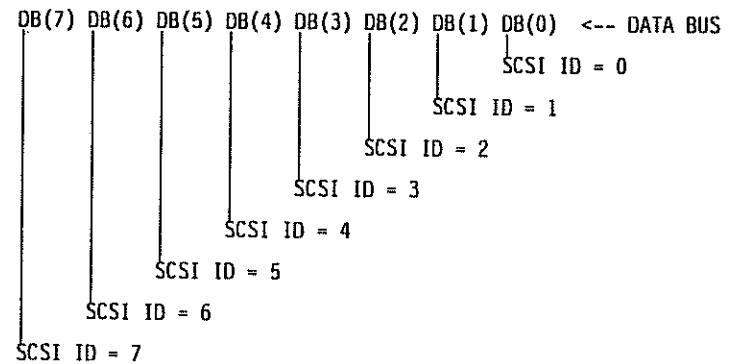 DB(7) DB(6) DB(5) DB(4) DB(3) DB(2) DB(1) DB(0) <-- DATA BUS
SCSI ID = 0
SCSI ID = 1
SCSI ID = 2
SCSI ID = 3
SCSI ID = 4
SCSI ID = 5
SCSI ID = 6
SCSI ID = 7